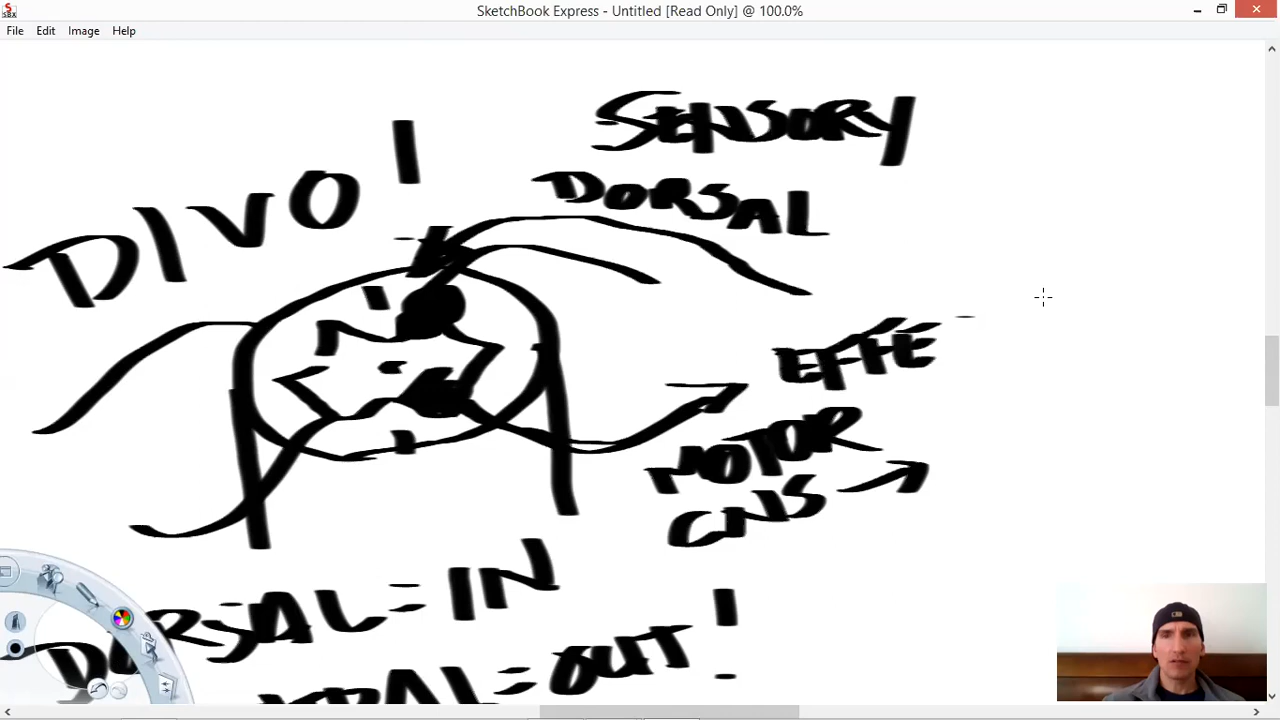 SketchBook Express - Untitled [Read Only] @ 100.0%
File Edit Image Help
SENSORY
DIVO!
DORSAL
EFFE
MOTOR
CNS →
DORSAL = IN
= OUT!